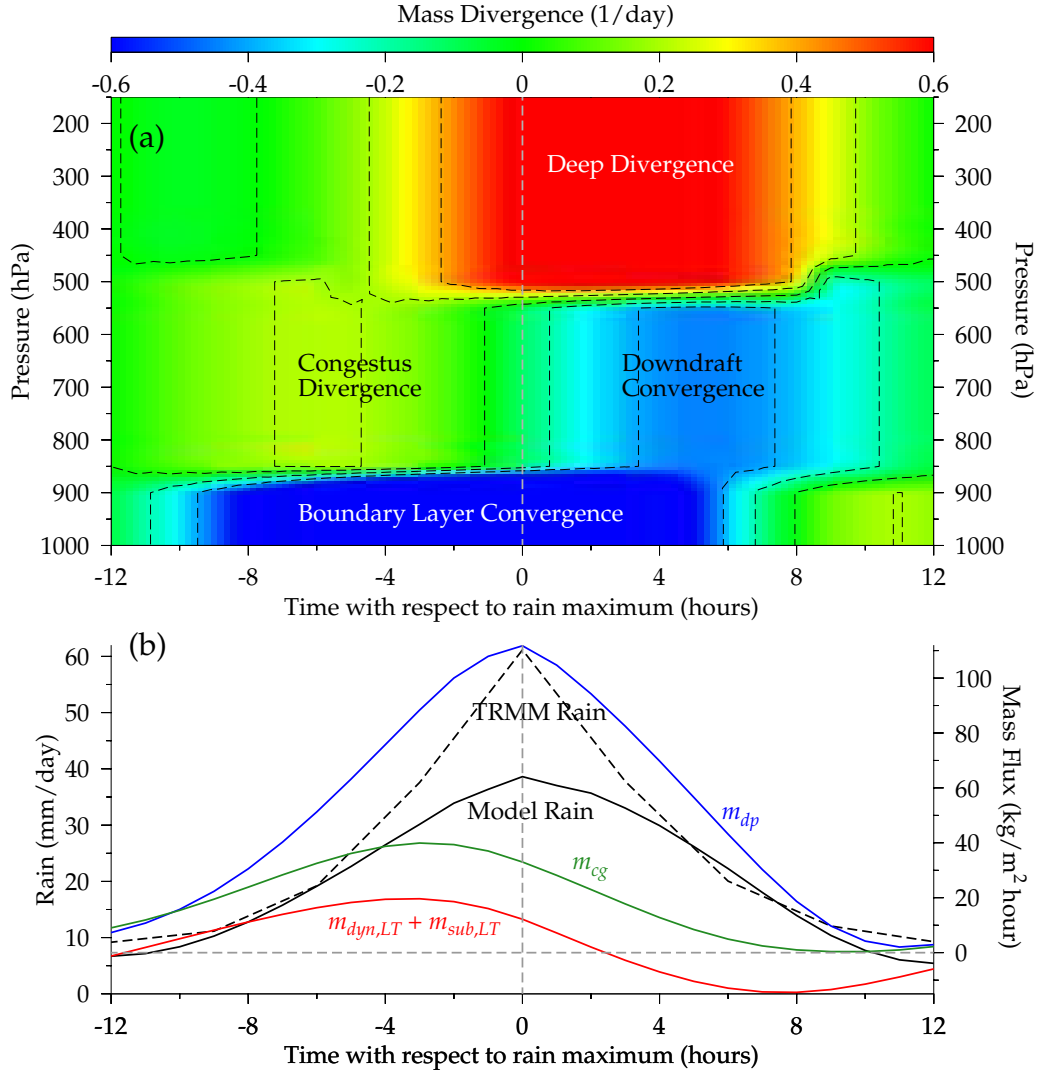 Mass Divergence (1/day)
-0.6 -0.4 -0.2 0 0.2 0.4 0.6
(a)
Pressure (hPa)
200
300
400
500
600
700
800
900
1000
Deep Divergence
Congestus
Divergence
Downdraft
Convergence
Boundary Layer Convergence
200
300
400
500
600
700
800
900
1000
Pressure (hPa)
-12 -8 -4 0 4 8 12
Time with respect to rain maximum (hours)
(b)
Rain (mm/day)
60
50
40
30
20
10
0
TRMM Rain
Model Rain
m_dp
m_cg
m_dyn,LT + m_sub,LT
100
80
60
40
20
0
Mass Flux (kg/m² hour)
-12 -8 -4 0 4 8 12
Time with respect to rain maximum (hours)